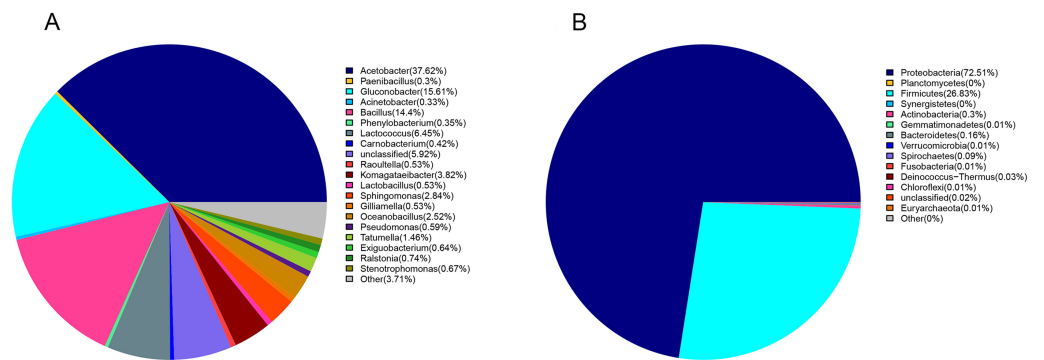 A
Acetobacter(37.62%)
Paenibacillus(0.3%)
Gluconobacter(15.61%)
Acinetobacter(0.33%)
Bacillus(14.4%)
Phenylobacterium(0.35%)
Lactococcus(6.45%)
Carnobacterium(0.42%)
unclassified(5.92%)
Raoultella(0.53%)
Komagataeibacter(3.82%)
Lactobacillus(0.53%)
Sphingomonas(2.84%)
Gilliamella(0.53%)
Oceanobacillus(2.52%)
Pseudomonas(0.59%)
Tatumella(1.46%)
Exiguobacterium(0.64%)
Ralstonia(0.74%)
Stenotrophomonas(0.67%)
Other(3.71%)
B
Proteobacteria(72.51%)
Planctomycetes(0%)
Firmicutes(26.83%)
Synergistetes(0%)
Actinobacteria(0.3%)
Gemmatimonadetes(0.01%)
Bacteroidetes(0.16%)
Verrucomicrobia(0.01%)
Spirochaetes(0.09%)
Fusobacteria(0.01%)
Deinococcus−Thermus(0.03%)
Chloroflexi(0.01%)
unclassified(0.02%)
Euryarchaeota(0.01%)
Other(0%)